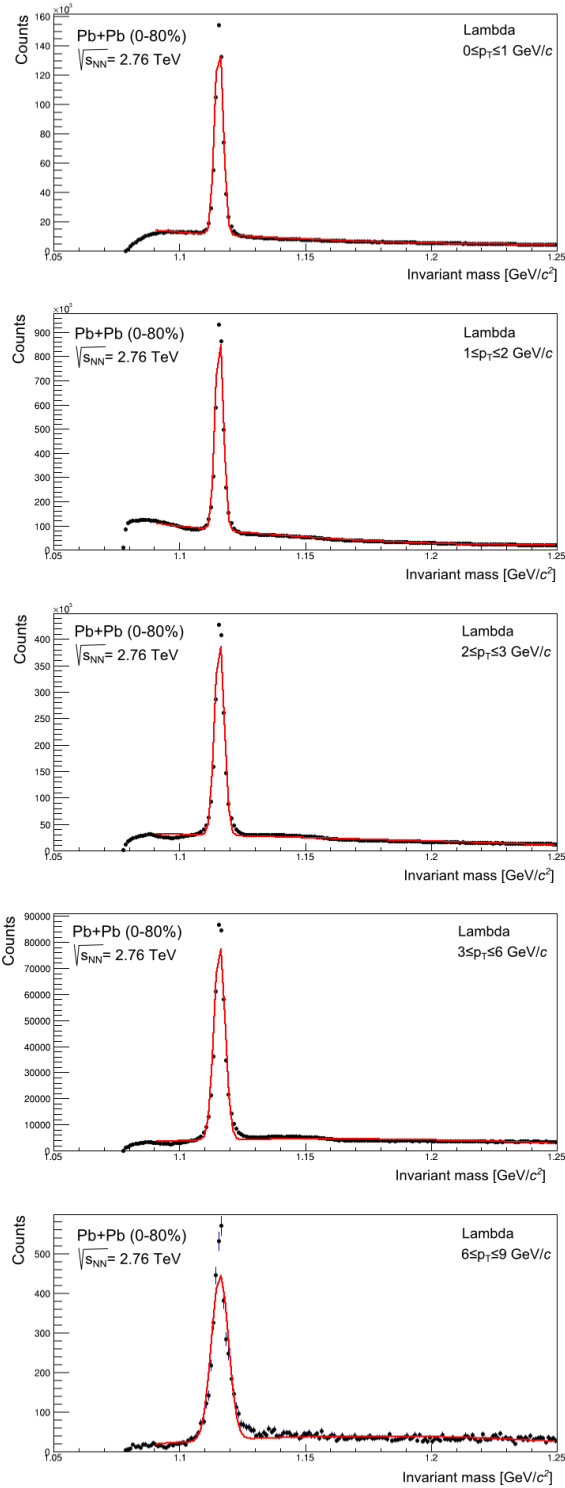 Counts
×10³
160
140
120
100
80
60
40
20
0
Pb+Pb (0-80%)
√sNN= 2.76 TeV
Lambda
0≤pT≤1 GeV/c
1.05 1.1 1.15 1.2 1.25
Invariant mass [GeV/c²]
Counts
×10³
900
800
700
600
500
400
300
200
100
0
Pb+Pb (0-80%)
√sNN= 2.76 TeV
Lambda
1≤pT≤2 GeV/c
1.05 1.1 1.15 1.2 1.25
Invariant mass [GeV/c²]
Counts
×10³
400
350
300
250
200
150
100
50
0
Pb+Pb (0-80%)
√sNN= 2.76 TeV
Lambda
2≤pT≤3 GeV/c
1.05 1.1 1.15 1.2 1.25
Invariant mass [GeV/c²]
Counts
90000
80000
70000
60000
50000
40000
30000
20000
10000
0
Pb+Pb (0-80%)
√sNN= 2.76 TeV
Lambda
3≤pT≤6 GeV/c
1.05 1.1 1.15 1.2 1.25
Invariant mass [GeV/c²]
Counts
500
400
300
200
100
0
Pb+Pb (0-80%)
√sNN= 2.76 TeV
Lambda
6≤pT≤9 GeV/c
1.05 1.1 1.15 1.2 1.25
Invariant mass [GeV/c²]